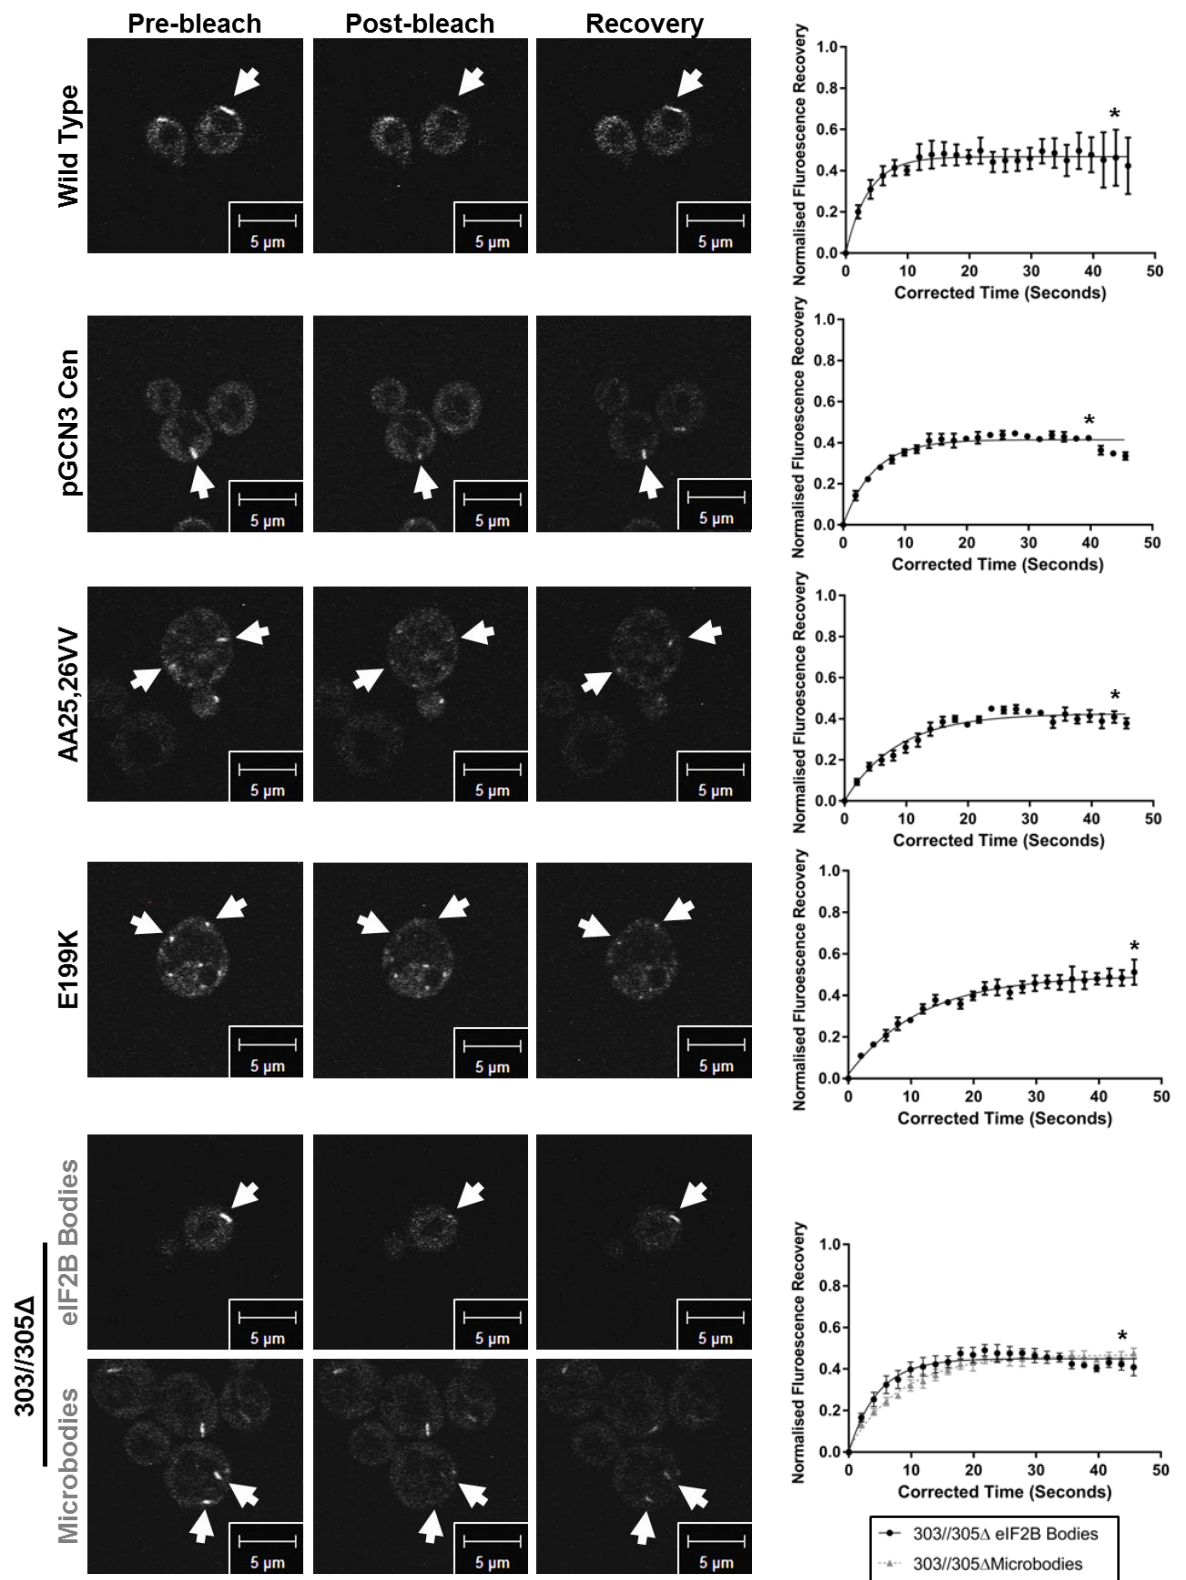 Pre-bleach Post-bleach Recovery
Wild Type
5 µm 5 µm 5 µm
Normalised Fluroescence Recovery
1.0
0.8
0.6
0.4
0.2
0.0
*
0 10 20 30 40 50
Corrected Time (Seconds)
pGCN3 Cen
5 µm 5 µm 5 µm
Normalised Fluroescence Recovery
1.0
0.8
0.6
0.4
0.2
0.0
*
0 10 20 30 40 50
Corrected Time (Seconds)
AA25,26VV
5 µm 5 µm 5 µm
Normalised Fluroescence Recovery
1.0
0.8
0.6
0.4
0.2
0.0
*
0 10 20 30 40 50
Corrected Time (Seconds)
E199K
5 µm 5 µm 5 µm
Normalised Fluroescence Recovery
1.0
0.8
0.6
0.4
0.2
0.0
*
0 10 20 30 40 50
Corrected Time (Seconds)
303//305Δ
eIF2B Bodies
5 µm 5 µm 5 µm
Microbodies
5 µm 5 µm 5 µm
Normalised Fluroescence Recovery
1.0
0.8
0.6
0.4
0.2
0.0
*
0 10 20 30 40 50
Corrected Time (Seconds)
303//305Δ eIF2B Bodies
303//305ΔMicrobodies